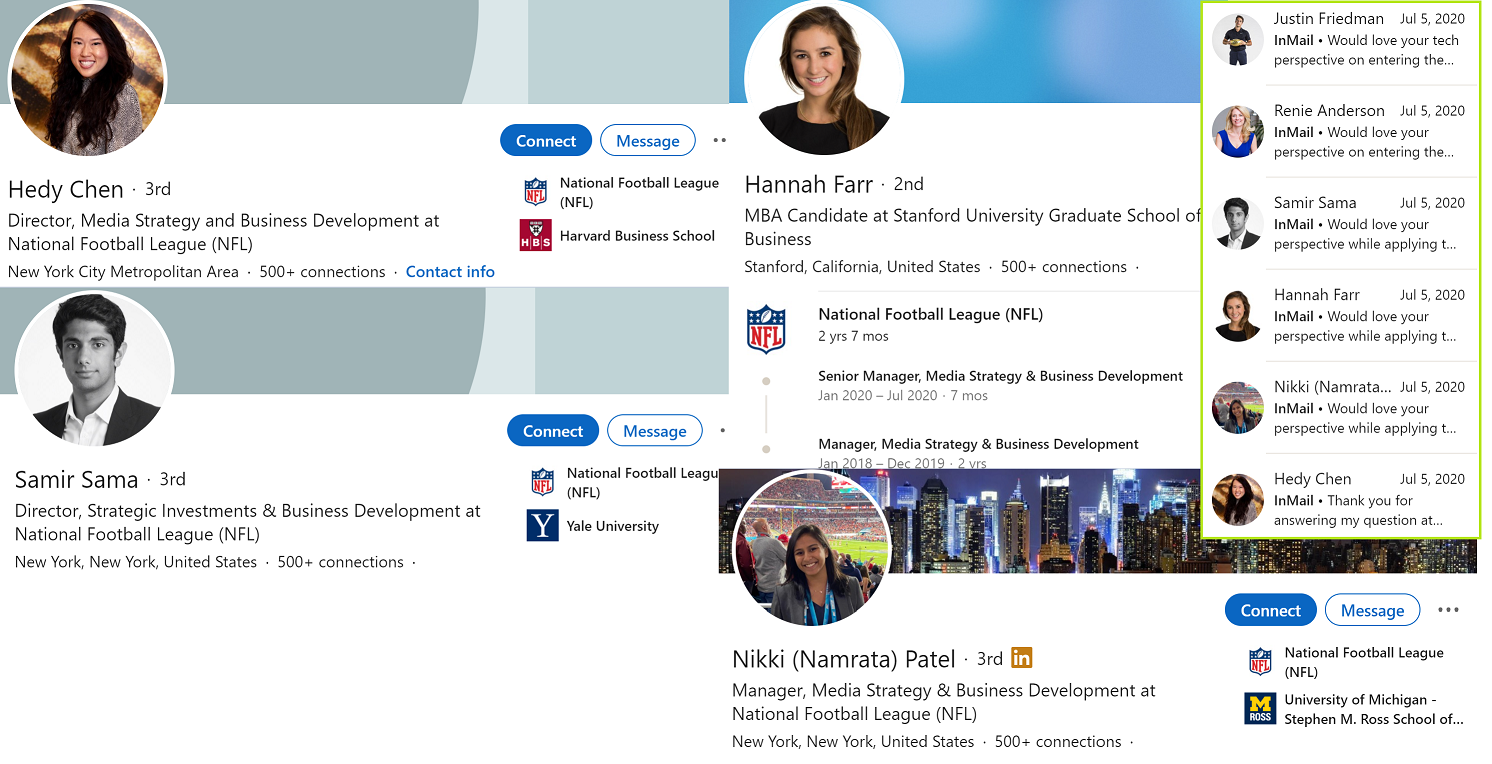 Connect
Message
Hedy Chen · 3rd
Director, Media Strategy and Business Development at
National Football League (NFL)
New York City Metropolitan Area · 500+ connections · Contact info
NFL
National Football League
(NFL)
HBS
Harvard Business School
Connect
Message
Samir Sama · 3rd
Director, Strategic Investments & Business Development at
National Football League (NFL)
New York, New York, United States · 500+ connections ·
NFL
National Football Leagu
(NFL)
Y
Yale University
Hannah Farr · 2nd
MBA Candidate at Stanford University Graduate School of
Business
Stanford, California, United States · 500+ connections ·
NFL
National Football League (NFL)
2 yrs 7 mos
Senior Manager, Media Strategy & Business Development
Jan 2020 – Jul 2020 · 7 mos
Manager, Media Strategy & Business Development
Jan 2018 – Dec 2019 · 2 yrs
Justin Friedman Jul 5, 2020
InMail • Would love your tech
perspective on entering the...
Renie Anderson Jul 5, 2020
InMail • Would love your
perspective on entering the...
Samir Sama Jul 5, 2020
InMail • Would love your
perspective while applying t...
Hannah Farr Jul 5, 2020
InMail • Would love your
perspective while applying t...
Nikki (Namrata... Jul 5, 2020
InMail • Would love your
perspective while applying t...
Hedy Chen Jul 5, 2020
InMail • Thank you for
answering my question at...
Connect
Message
Nikki (Namrata) Patel · 3rd in
Manager, Media Strategy & Business Development at
National Football League (NFL)
New York, New York, United States · 500+ connections ·
NFL
National Football League
(NFL)
M
ROSS
University of Michigan -
Stephen M. Ross School of...